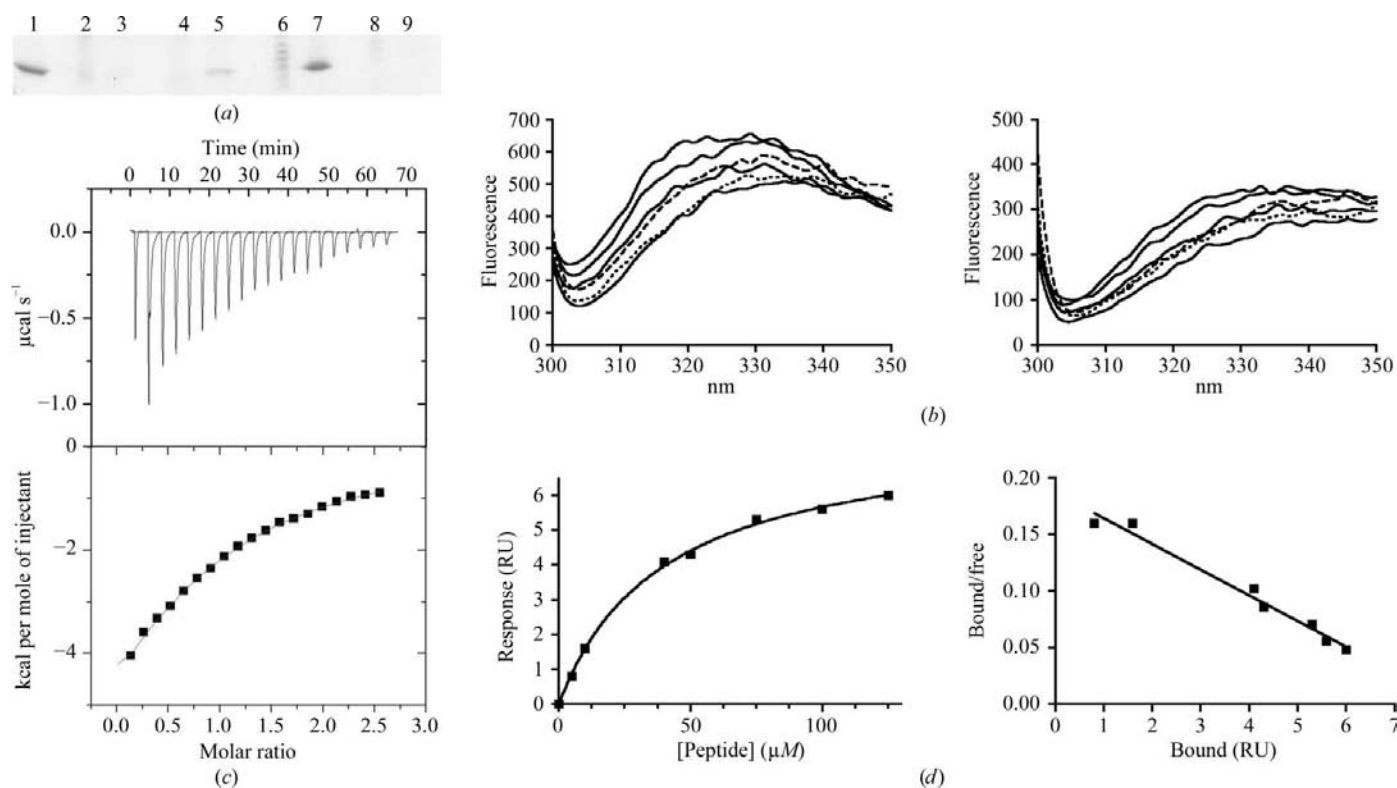 1 2 3 4 5 6 7 8 9
(a)
Time (min)
0 10 20 30 40 50 60 70
0.0
−0.5
−1.0
µcal s⁻¹
0
−2
−4
kcal per mole of injectant
0.0 0.5 1.0 1.5 2.0 2.5 3.0
Molar ratio
(c)
700
600
500
400
300
200
100
0
Fluorescence
300 310 320 330 340 350
nm
500
400
300
200
100
0
Fluorescence
300 310 320 330 340 350
nm
(b)
6
5
4
3
2
1
0
Response (RU)
0 50 100
[Peptide] (µM)
0.20
0.15
0.10
0.05
0.00
Bound/free
1 2 3 4 5 6 7
Bound (RU)
(d)